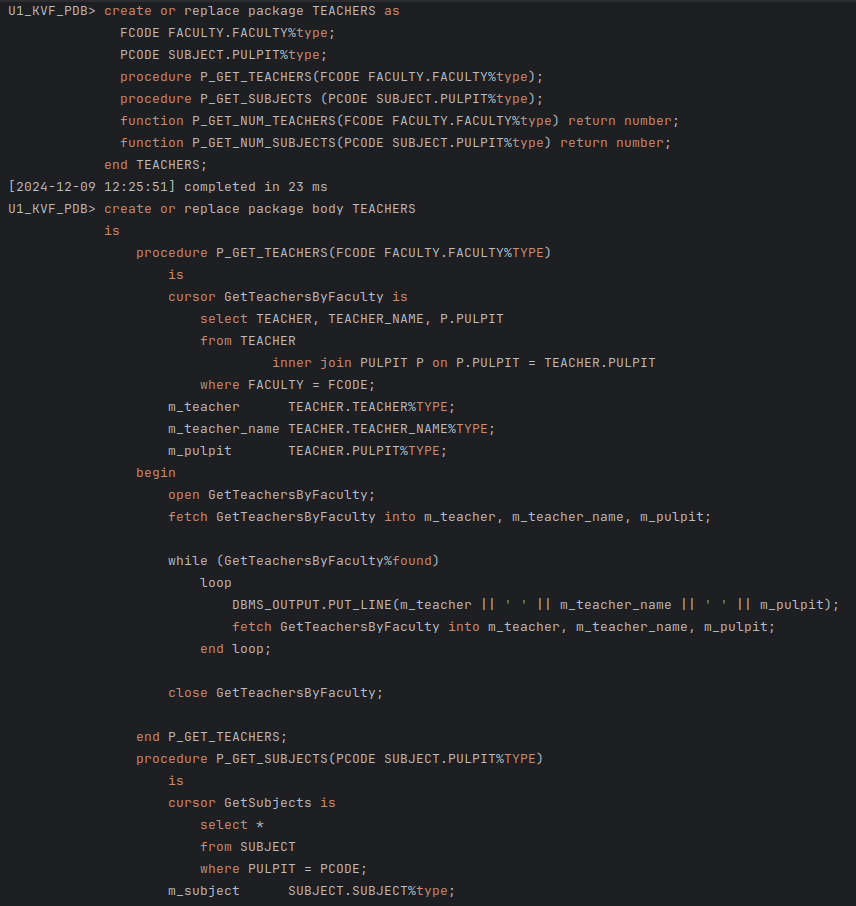 U1_KVF_PDB> create or replace package TEACHERS as
              FCODE FACULTY.FACULTY%type;
              PCODE SUBJECT.PULPIT%type;
              procedure P_GET_TEACHERS(FCODE FACULTY.FACULTY%type);
              procedure P_GET_SUBJECTS (PCODE SUBJECT.PULPIT%type);
              function P_GET_NUM_TEACHERS(FCODE FACULTY.FACULTY%type) return number;
              function P_GET_NUM_SUBJECTS(PCODE SUBJECT.PULPIT%type) return number;
            end TEACHERS;
[2024-12-09 12:25:51] completed in 23 ms
U1_KVF_PDB> create or replace package body TEACHERS
            is
                procedure P_GET_TEACHERS(FCODE FACULTY.FACULTY%TYPE)
                    is
                    cursor GetTeachersByFaculty is
                        select TEACHER, TEACHER_NAME, P.PULPIT
                        from TEACHER
                                 inner join PULPIT P on P.PULPIT = TEACHER.PULPIT
                        where FACULTY = FCODE;
                    m_teacher      TEACHER.TEACHER%TYPE;
                    m_teacher_name TEACHER.TEACHER_NAME%TYPE;
                    m_pulpit       TEACHER.PULPIT%TYPE;
                begin
                    open GetTeachersByFaculty;
                    fetch GetTeachersByFaculty into m_teacher, m_teacher_name, m_pulpit;
                    while (GetTeachersByFaculty%found)
                        loop
                            DBMS_OUTPUT.PUT_LINE(m_teacher || ' ' || m_teacher_name || ' ' || m_pulpit);
                            fetch GetTeachersByFaculty into m_teacher, m_teacher_name, m_pulpit;
                        end loop;
                    close GetTeachersByFaculty;
                end P_GET_TEACHERS;
                procedure P_GET_SUBJECTS(PCODE SUBJECT.PULPIT%TYPE)
                    is
                    cursor GetSubjects is
                        select *
                        from SUBJECT
                        where PULPIT = PCODE;
                    m_subject      SUBJECT.SUBJECT%type;